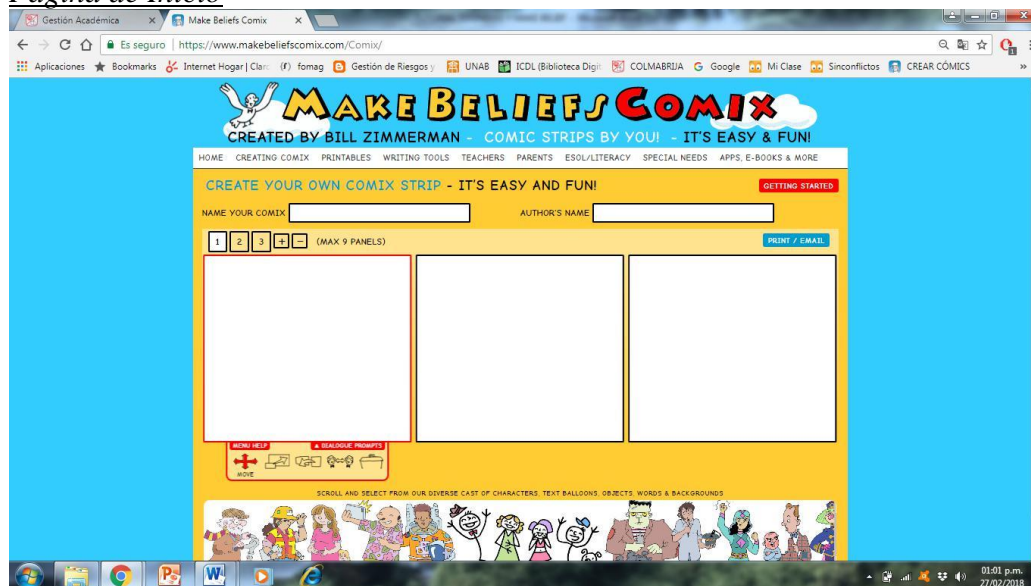 Página de Inicio
Gestión Académica
Make Beliefs Comix
Es seguro | https://www.makebeliefscomix.com/Comix/
Aplicaciones Bookmarks Internet Hogar | Clar (f) fomag Gestión de Riesgos y UNAB ICDL (Biblioteca Digit COLMABRIJA Google Mi Clase Sinconflictos CREAR CÓMICS »
MAKE BELIEFS COMIX
CREATED BY BILL ZIMMERMAN - COMIC STRIPS BY YOU! - IT'S EASY & FUN!
HOME CREATING COMIX PRINTABLES WRITING TOOLS TEACHERS PARENTS ESOL/LITERACY SPECIAL NEEDS APPS, E-BOOKS & MORE
CREATE YOUR OWN COMIX STRIP - IT'S EASY AND FUN! GETTING STARTED
NAME YOUR COMIX AUTHOR'S NAME
1 2 3 + - (MAX 9 PANELS) PRINT / EMAIL
MENU HELP ▲ DIALOGUE PROMPTS
MOVE
SCROLL AND SELECT FROM OUR DIVERSE CAST OF CHARACTERS, TEXT BALLOONS, OBJECTS, WORDS & BACKGROUNDS
01:01 p.m.